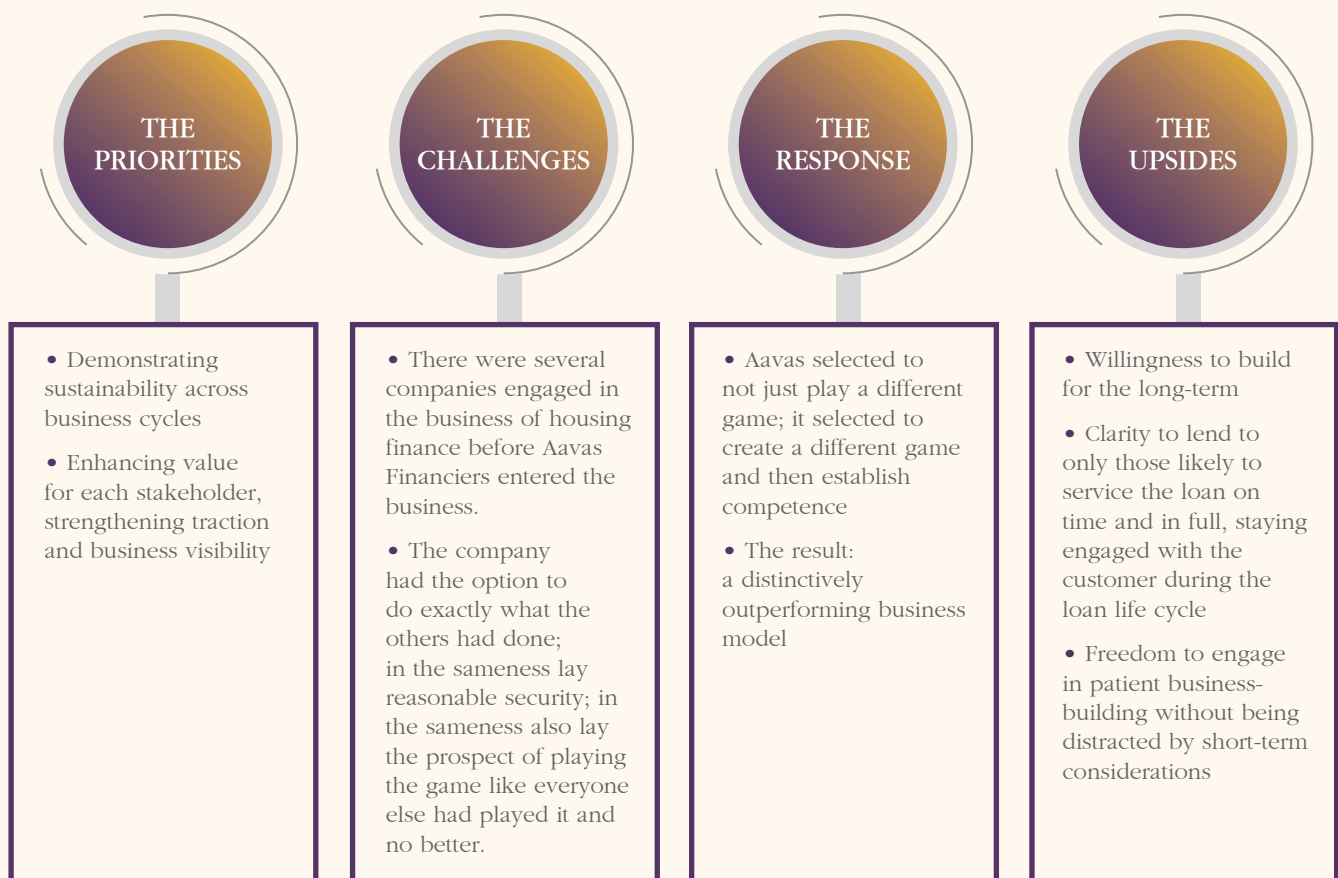 THE
PRIORITIES
• Demonstrating
sustainability across
business cycles
• Enhancing value
for each stakeholder,
strengthening traction
and business visibility
THE
CHALLENGES
• There were several
companies engaged in
the business of housing
finance before Aavas
Financiers entered the
business.
• The company
had the option to
do exactly what the
others had done;
in the sameness lay
reasonable security; in
the sameness also lay
the prospect of playing
the game like everyone
else had played it and
no better.
THE
RESPONSE
• Aavas selected to
not just play a different
game; it selected to
create a different game
and then establish
competence
• The result:
a distinctively
outperforming business
model
THE
UPSIDES
• Willingness to build
for the long-term
• Clarity to lend to
only those likely to
service the loan on
time and in full, staying
engaged with the
customer during the
loan life cycle
• Freedom to engage
in patient business-
building without being
distracted by short-term
considerations